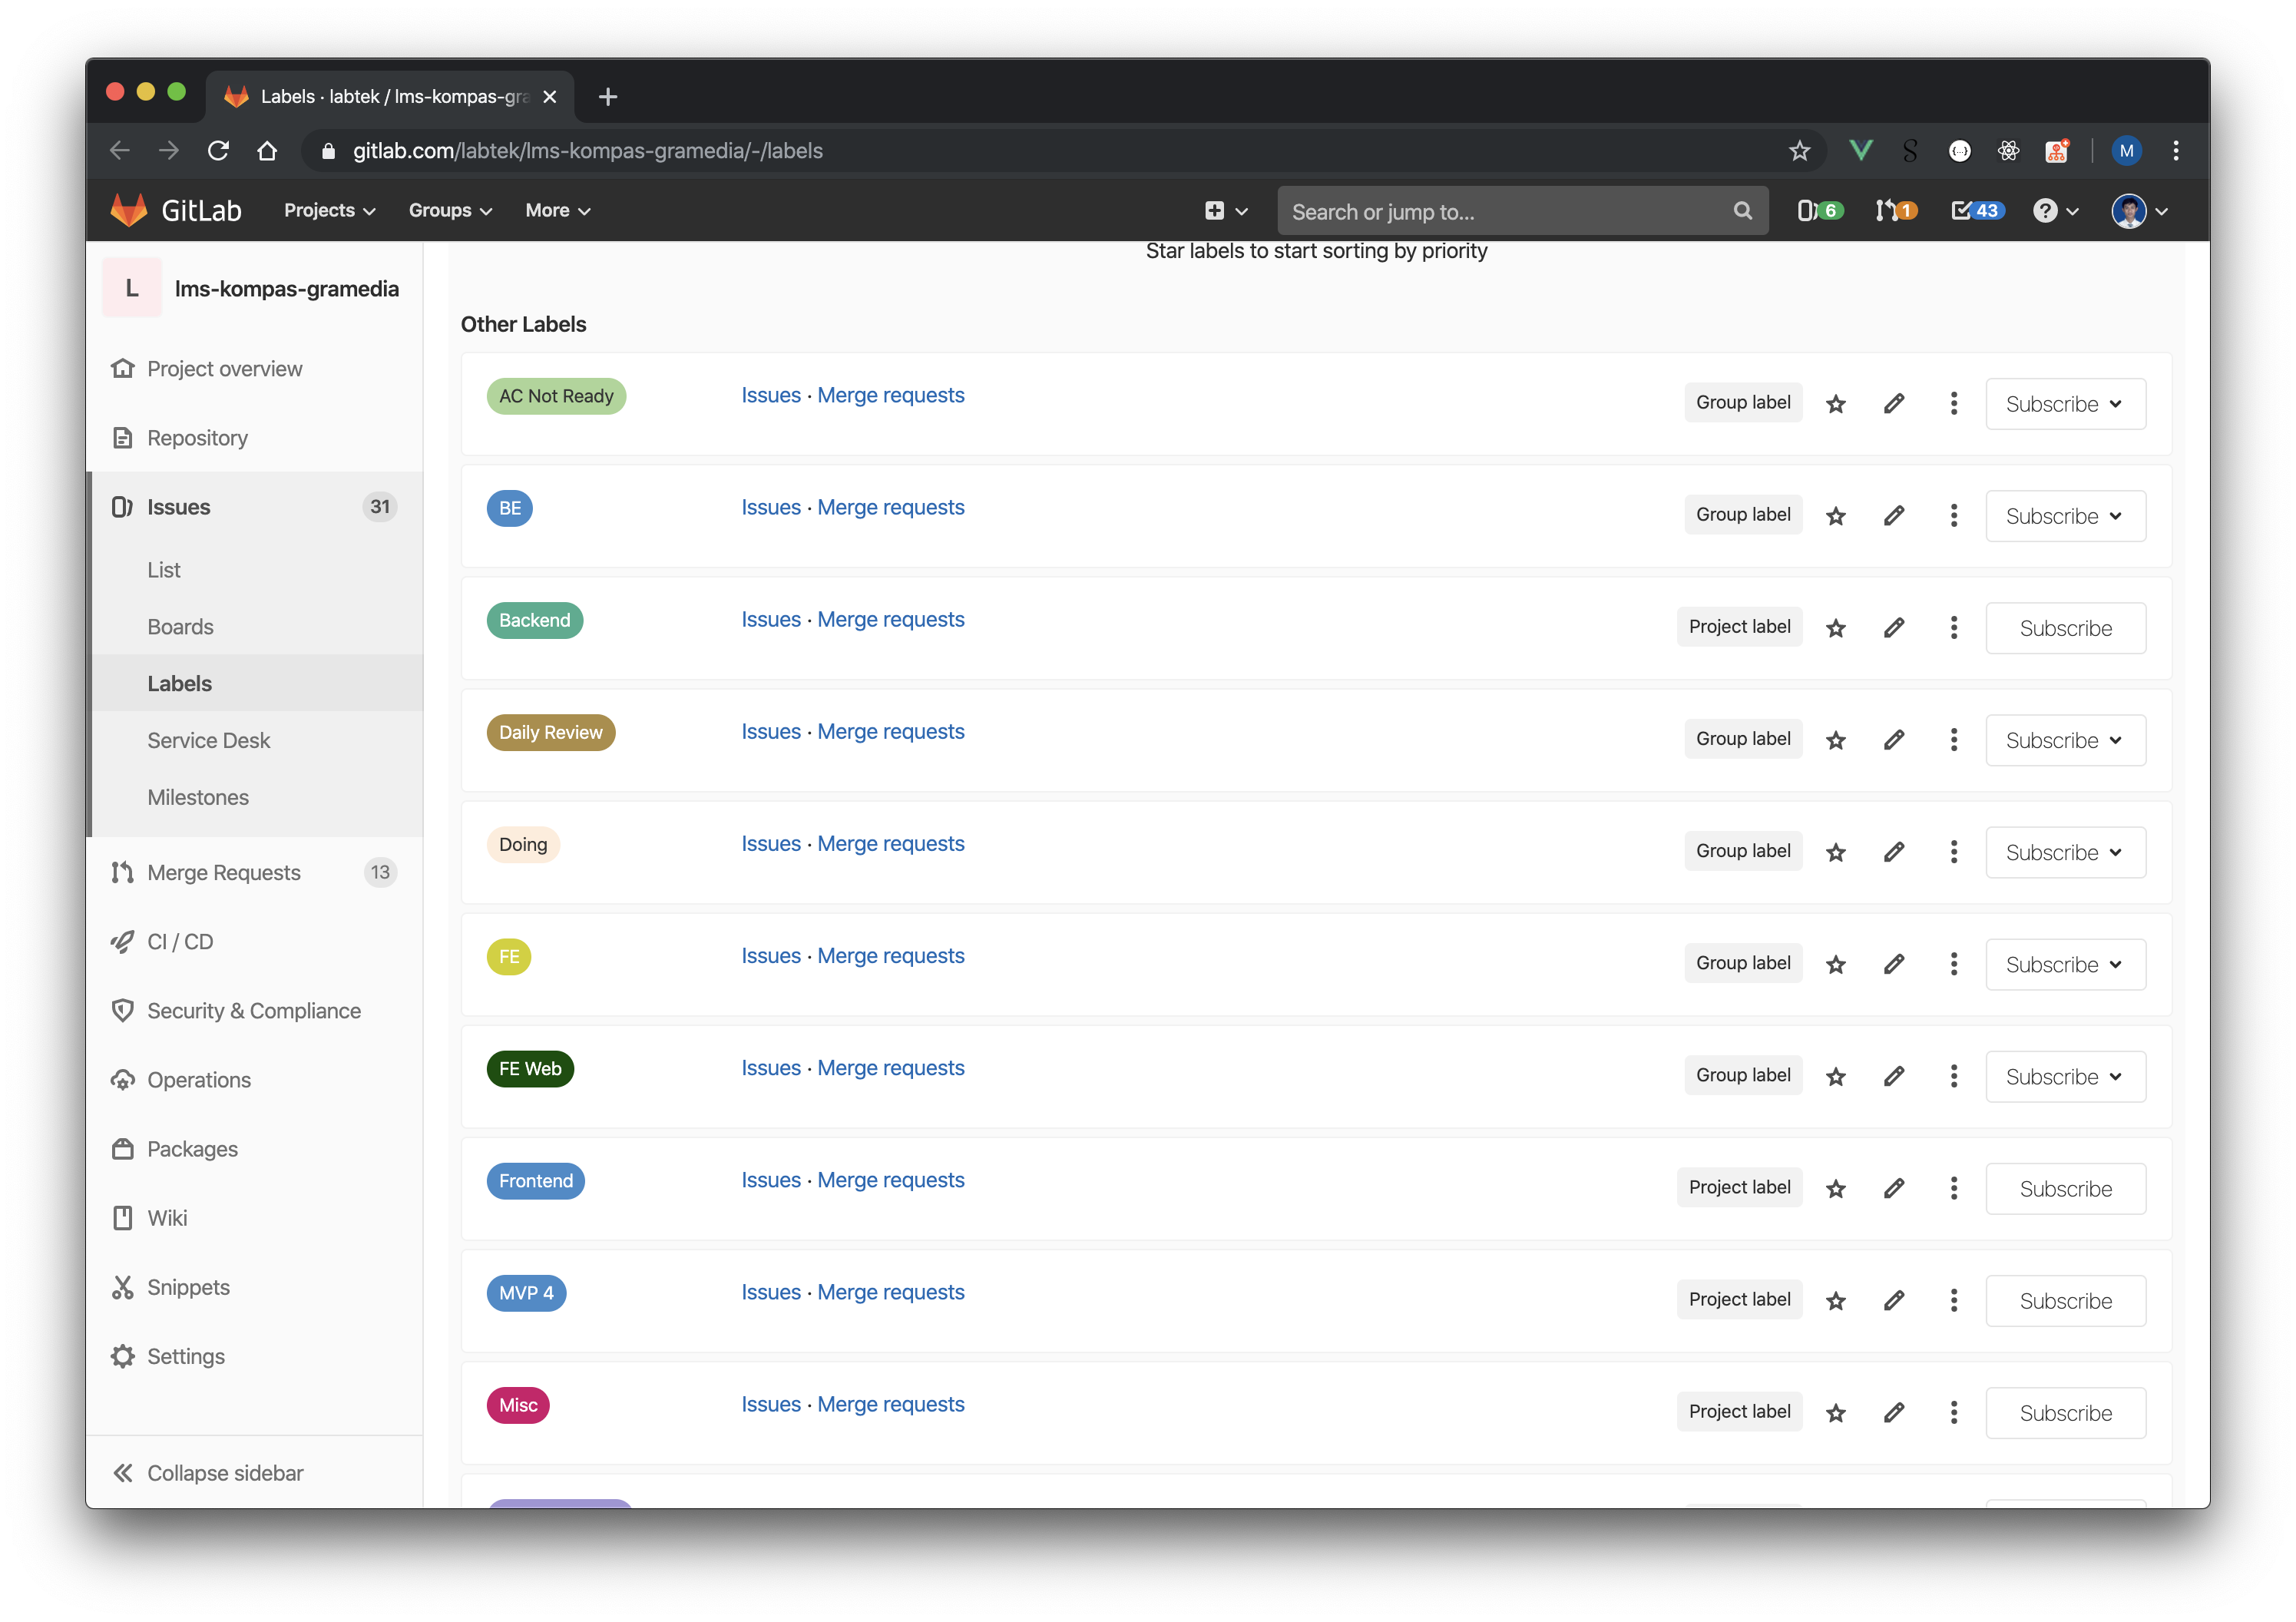 Labels · labtek / lms-kompas-gra
gitlab.com/labtek/lms-kompas-gramedia/-/labels
M
GitLab Projects Groups More Search or jump to... 6 1 43
L lms-kompas-gramedia
Project overview
Repository
Issues 31
List
Boards
Labels
Service Desk
Milestones
Merge Requests 13
CI / CD
Security & Compliance
Operations
Packages
Wiki
Snippets
Settings
Collapse sidebar
Star labels to start sorting by priority
Other Labels
AC Not Ready Issues · Merge requests Group label Subscribe
BE Issues · Merge requests Group label Subscribe
Backend Issues · Merge requests Project label Subscribe
Daily Review Issues · Merge requests Group label Subscribe
Doing Issues · Merge requests Group label Subscribe
FE Issues · Merge requests Group label Subscribe
FE Web Issues · Merge requests Group label Subscribe
Frontend Issues · Merge requests Project label Subscribe
MVP 4 Issues · Merge requests Project label Subscribe
Misc Issues · Merge requests Project label Subscribe